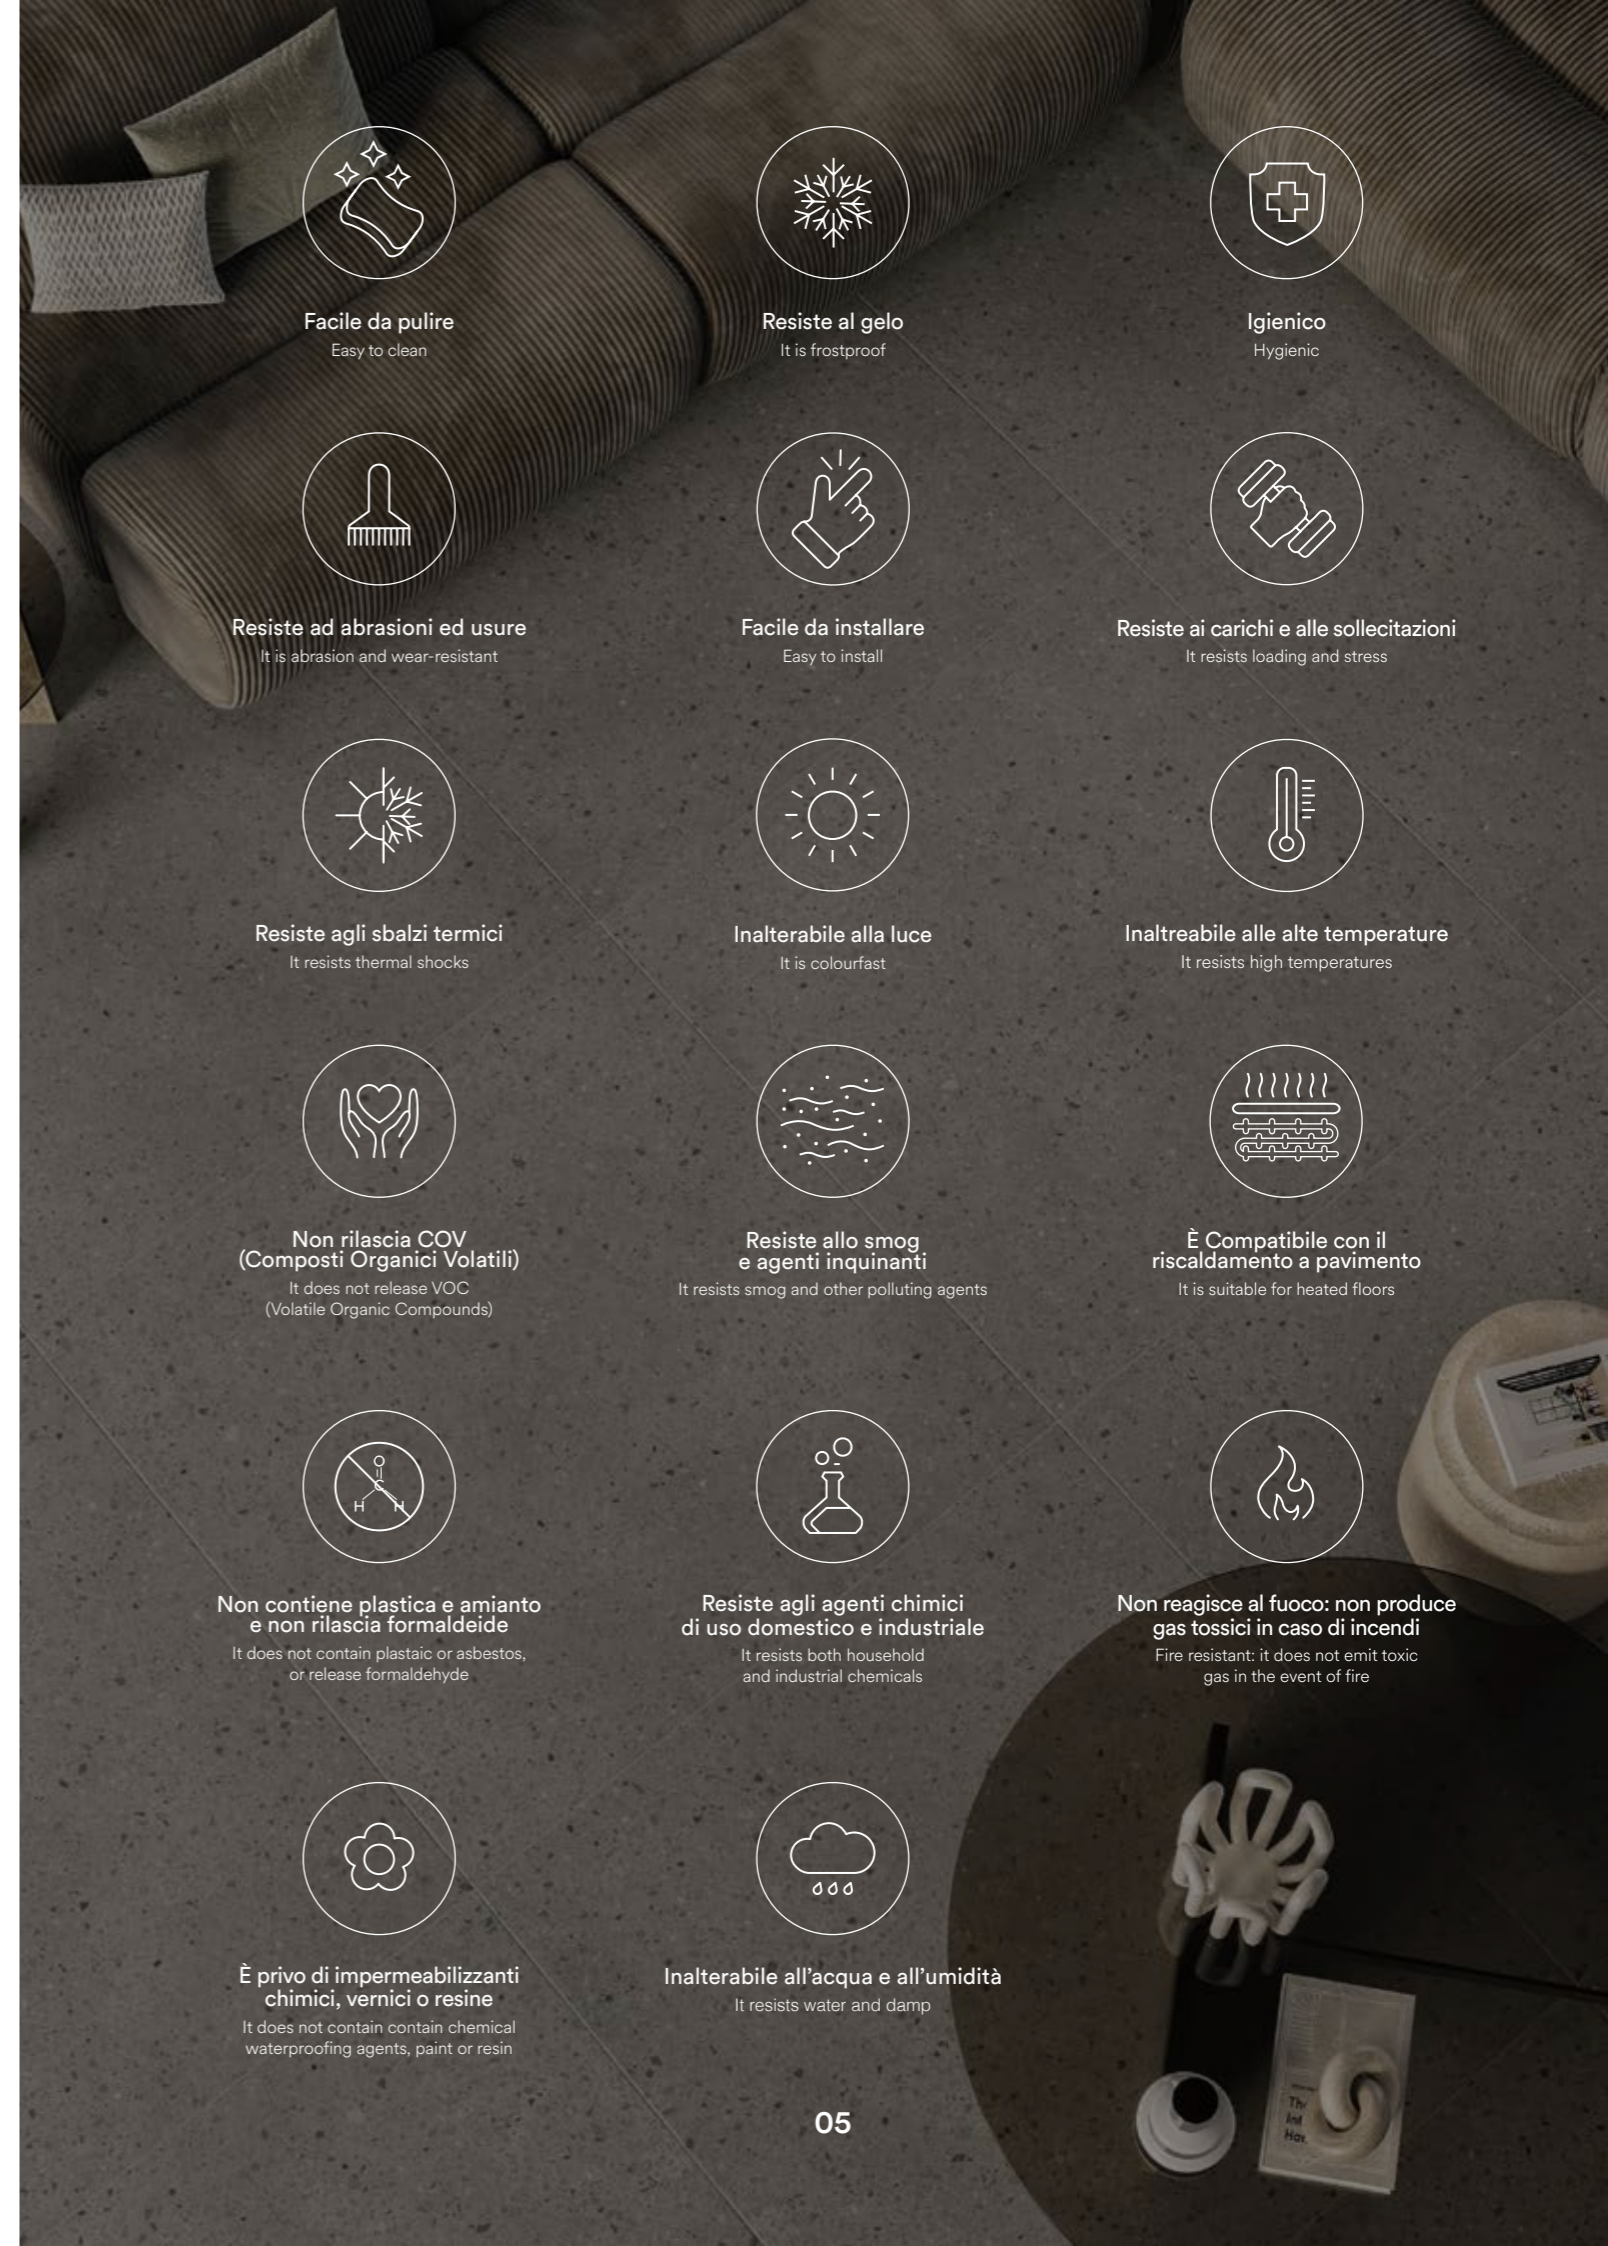 Facile da pulire
Easy to clean
Resiste al gelo
It is frostproof
Igienico
Hygienic
Resiste ad abrasioni ed usure
It is abrasion and wear-resistant
Facile da installare
Easy to install
Resiste ai carichi e alle sollecitazioni
It resists loading and stress
Resiste agli sbalzi termici
It resists thermal shocks
Inalterabile alla luce
It is colourfast
Inaltreabile alle alte temperature
It resists high temperatures
Non rilascia COV
(Composti Organici Volatili)
It does not release VOC
(Volatile Organic Compounds)
Resiste allo smog
e agenti inquinanti
It resists smog and other polluting agents
È Compatibile con il
riscaldamento a pavimento
It is suitable for heated floors
O
C
H H
Non contiene plastica e amianto
e non rilascia formaldeide
It does not contain plastaic or asbestos,
or release formaldehyde
Resiste agli agenti chimici
di uso domestico e industriale
It resists both household
and industrial chemicals
Non reagisce al fuoco: non produce
gas tossici in caso di incendi
Fire resistant: it does not emit toxic
gas in the event of fire
È privo di impermeabilizzanti
chimici, vernici o resine
It does not contain contain chemical
waterproofing agents, paint or resin
Inalterabile all'acqua e all'umidità
It resists water and damp
05